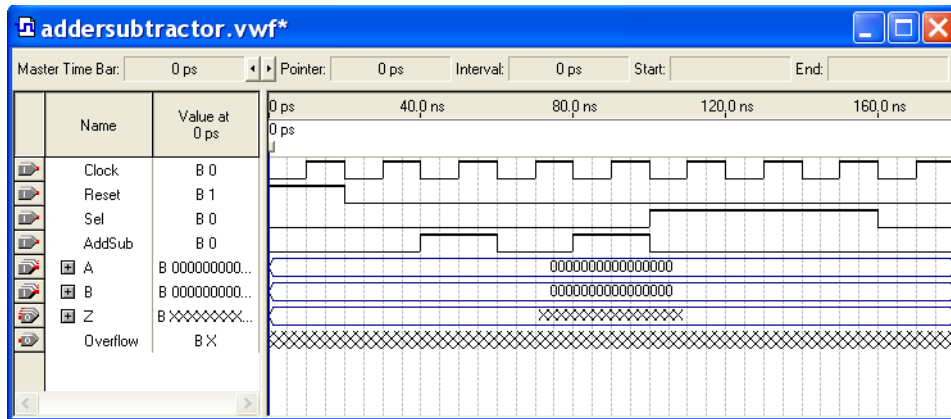 addersubtractor.vwf*
Master Time Bar: 0 ps Pointer: 0 ps Interval: 0 ps Start: End:
Name Value at 0 ps 0 ps 40.0 ns 80.0 ns 120.0 ns 160.0 ns
0 ps
Clock B 0
Reset B 1
Sel B 0
AddSub B 0
A B 000000000... 0000000000000000
B B 000000000... 0000000000000000
Z B XXXXXXXXX... XXXXXXXXXXXXXXXX
Overflow B X